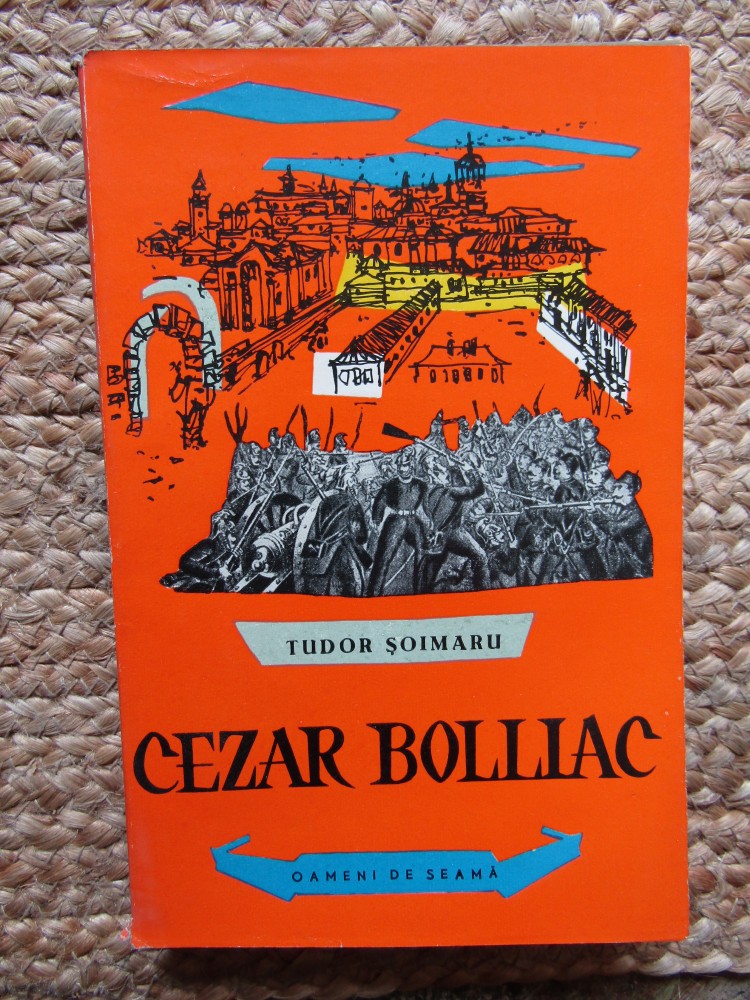 TUDOR ŞOIMARU
CEZAR BOLLIAC
OAMENI DE SEAMĂ